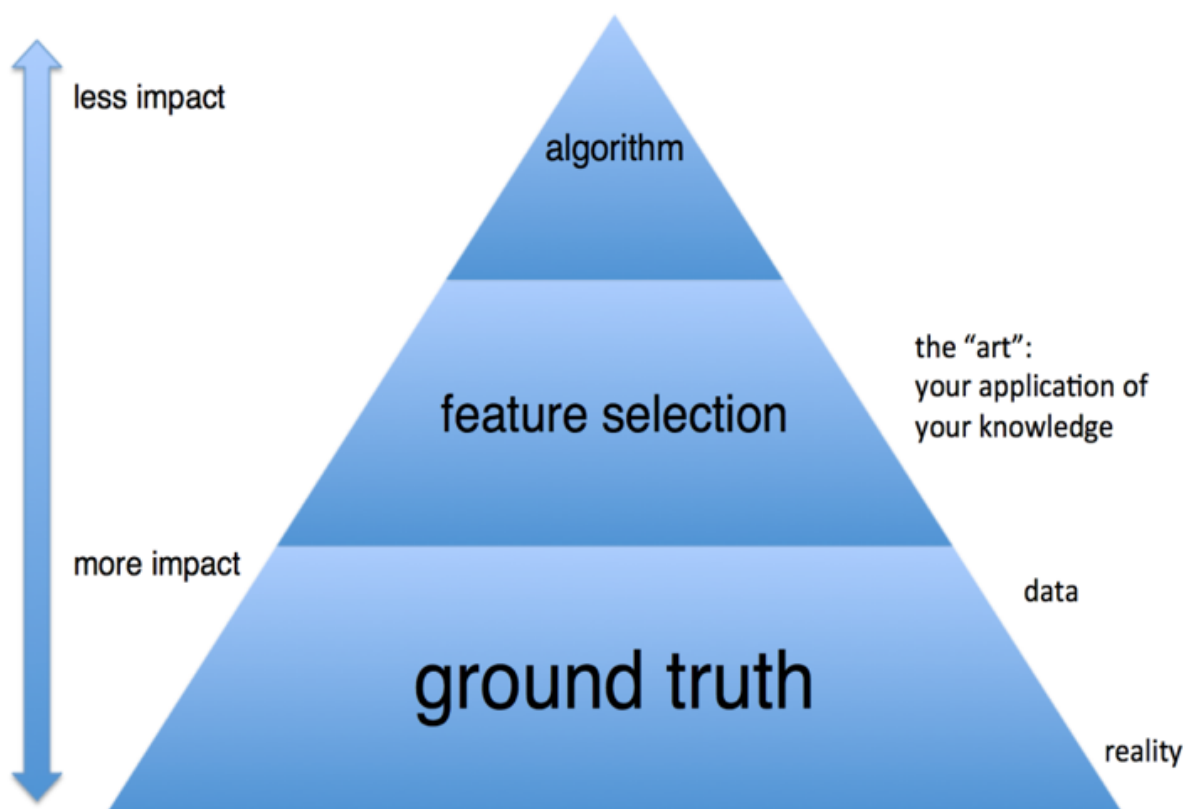 less impact
algorithm
the “art”:
your application of
your knowledge
feature selection
more impact
data
ground truth
reality